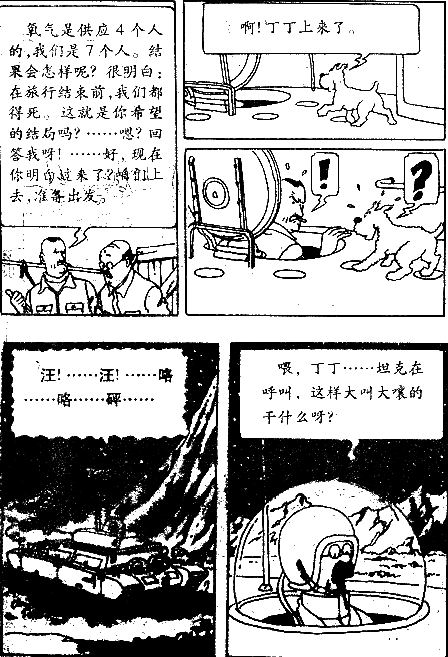 氧气是供应4个人
的,我们是7个人。结
果会怎样呢?很明白:
在旅行结束前,我们都
得死。这就是你希望
的结局吗?……嗯?回
答我呀!……好,现在
你明白过来了?咱们上
去,准备出发。
啊!丁丁上来了。
!
?
汪!……汪!……咯
……咯……砰……
喂,丁丁……坦克在
呼叫,这样大叫大嚷的
干什么呀?